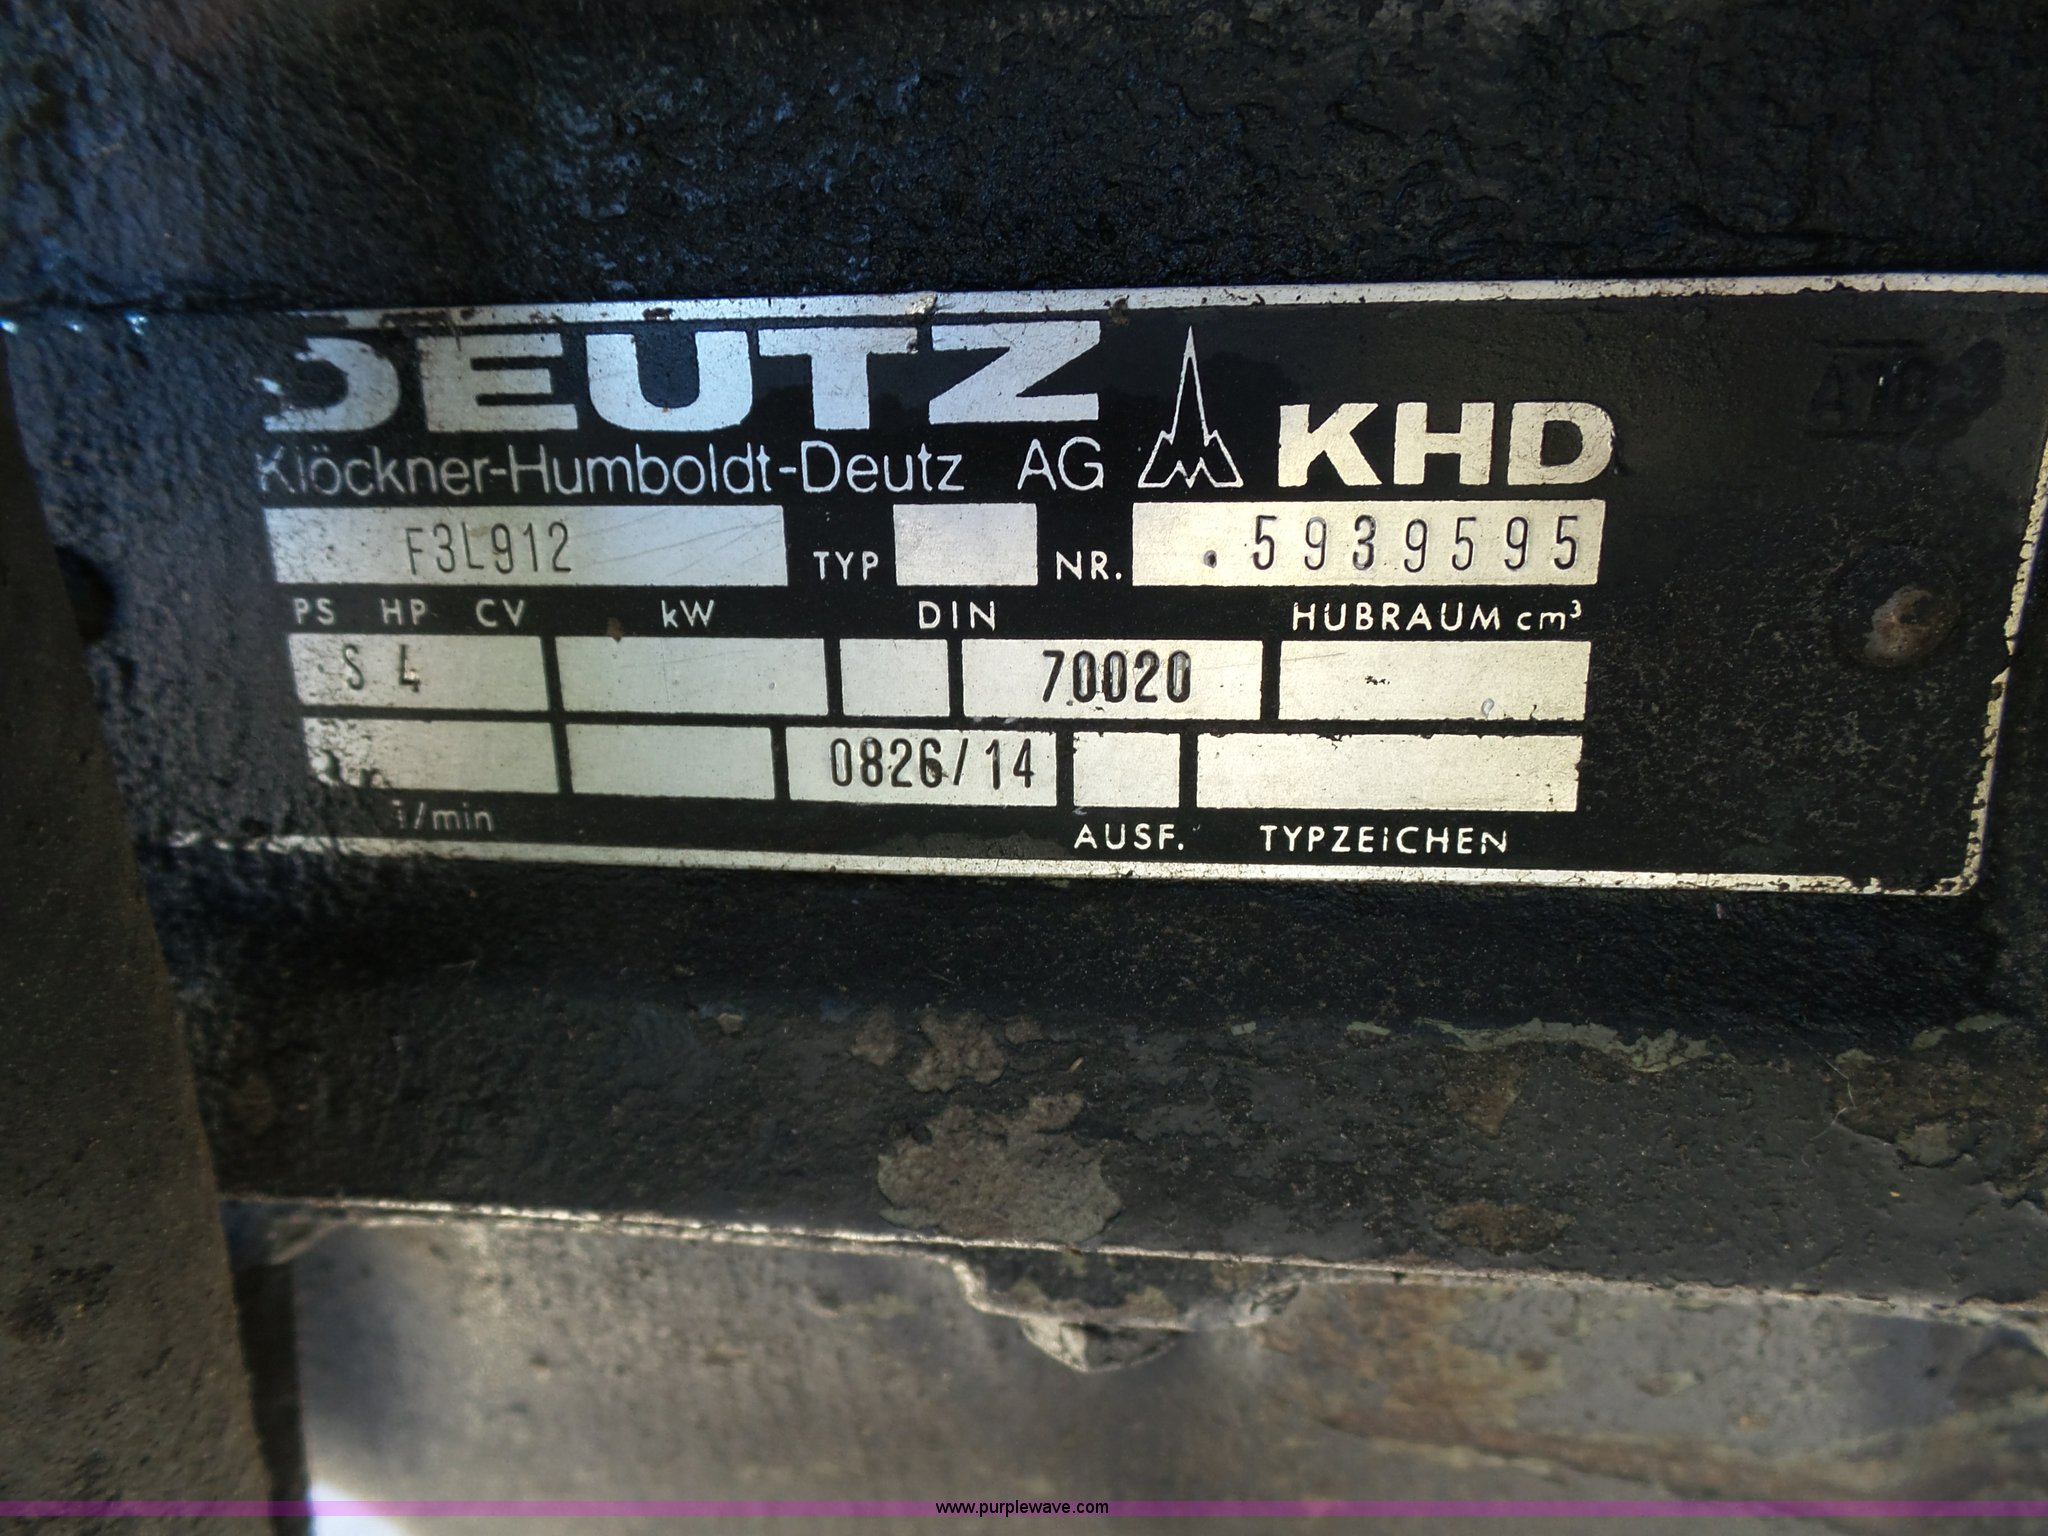 DEUTZ
Klöckner-Humboldt-Deutz AG KHD
F3L912 TYP NR. 5939595
PS HP CV kW DIN HUBRAUM cm³
S 4 70020
0826/14
1/min AUSF. TYPZEICHEN
www.purplewave.com